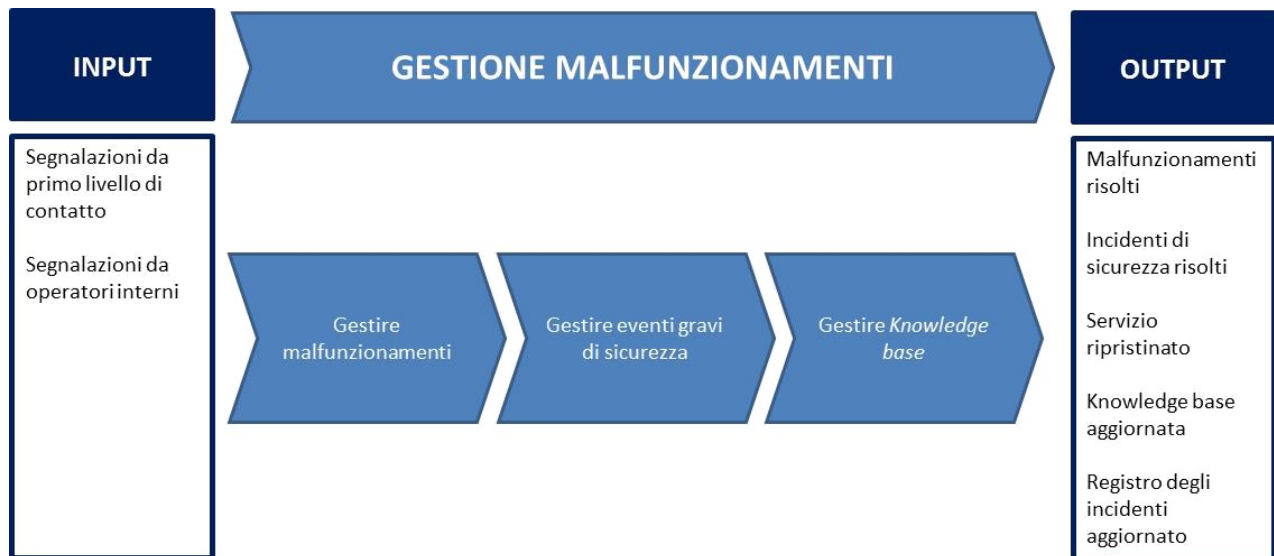 INPUT
GESTIONE MALFUNZIONAMENTI
OUTPUT
Segnalazioni da
primo livello di
contatto
Segnalazioni da
operatori interni
Gestire
malfunzionamenti
Gestire eventi gravi
di sicurezza
Gestire Knowledge
base
Malfunzionamenti
risolti
Incidenti di
sicurezza risolti
Servizio
ripristinato
Knowledge base
aggiornata
Registro degli
incidenti
aggiornato